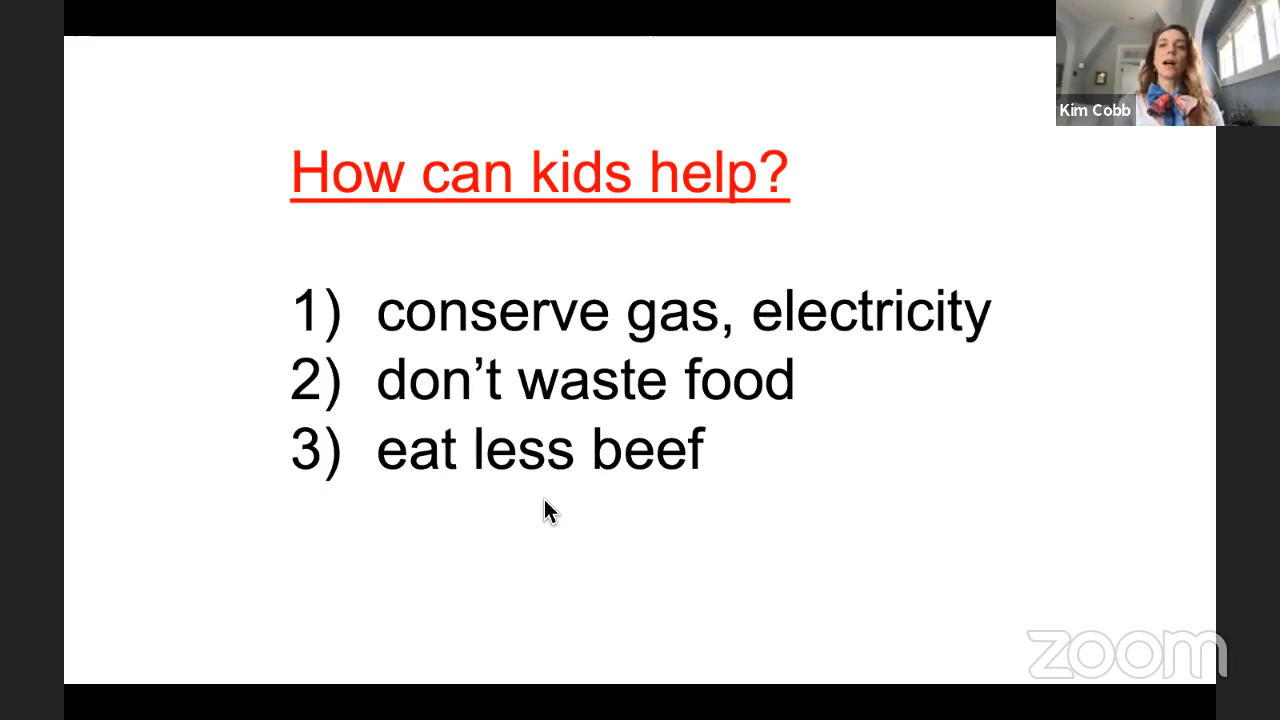 Kim Cobb
How can kids help?
1) conserve gas, electricity
2) don’t waste food
3) eat less beef
zoom